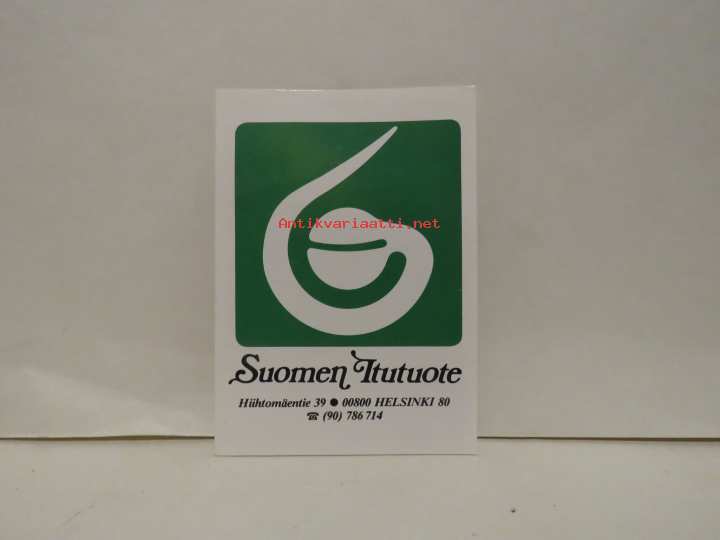 Antikvariaatti.net
Suomen Itutuote
Hiihtomäentie 39 ● 00800 HELSINKI 80
☎ (90) 786 714